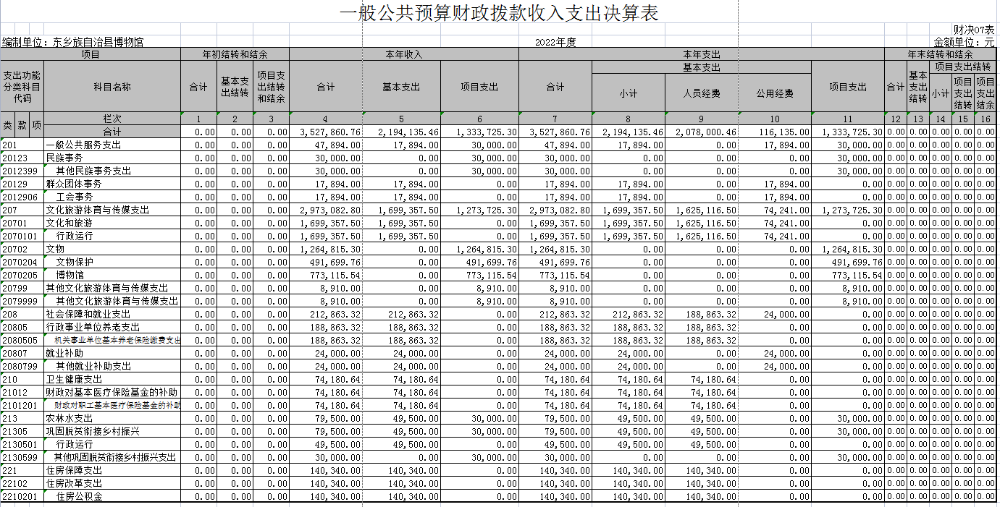 一般公共预算财政拨款收入支出决算表
财决07表
编制单位：东乡族自治县博物馆 2022年度 金额单位：元
项目 年初结转和结余 本年收入 本年支出 年末结转和结余
支出功能分类科目代码 科目名称 合计 基本支出结转 项目支出结转和结余 合计 基本支出 项目支出 合计 基本支出 项目支出 合计 基本支出结转 项目支出结转
小计 人员经费 公用经费 小计 项目支出结转 项目支出结余
类 款 项 栏次 1 2 3 4 5 6 7 8 9 10 11 12 13 14 15 16
合计 0.00 0.00 0.00 3,527,860.76 2,194,135.46 1,333,725.30 3,527,860.76 2,194,135.46 2,078,000.46 116,135.00 1,333,725.30 0.00 0.00 0.00 0.00 0.00
201 一般公共服务支出 0.00 0.00 0.00 47,894.00 17,894.00 30,000.00 47,894.00 17,894.00 0.00 17,894.00 30,000.00 0.00 0.00 0.00 0.00 0.00
20123 民族事务 0.00 0.00 0.00 30,000.00 0.00 30,000.00 30,000.00 0.00 0.00 0.00 30,000.00 0.00 0.00 0.00 0.00 0.00
2012399 其他民族事务支出 0.00 0.00 0.00 30,000.00 0.00 30,000.00 30,000.00 0.00 0.00 0.00 30,000.00 0.00 0.00 0.00 0.00 0.00
20129 群众团体事务 0.00 0.00 0.00 17,894.00 17,894.00 0.00 17,894.00 17,894.00 0.00 17,894.00 0.00 0.00 0.00 0.00 0.00 0.00
2012906 工会事务 0.00 0.00 0.00 17,894.00 17,894.00 0.00 17,894.00 17,894.00 0.00 17,894.00 0.00 0.00 0.00 0.00 0.00 0.00
207 文化旅游体育与传媒支出 0.00 0.00 0.00 2,973,082.80 1,699,357.50 1,273,725.30 2,973,082.80 1,699,357.50 1,625,116.50 74,241.00 1,273,725.30 0.00 0.00 0.00 0.00 0.00
20701 文化和旅游 0.00 0.00 0.00 1,699,357.50 1,699,357.50 0.00 1,699,357.50 1,699,357.50 1,625,116.50 74,241.00 0.00 0.00 0.00 0.00 0.00 0.00
2070101 行政运行 0.00 0.00 0.00 1,699,357.50 1,699,357.50 0.00 1,699,357.50 1,699,357.50 1,625,116.50 74,241.00 0.00 0.00 0.00 0.00 0.00 0.00
20702 文物 0.00 0.00 0.00 1,264,815.30 0.00 1,264,815.30 1,264,815.30 0.00 0.00 0.00 1,264,815.30 0.00 0.00 0.00 0.00 0.00
2070204 文物保护 0.00 0.00 0.00 491,699.76 0.00 491,699.76 491,699.76 0.00 0.00 0.00 491,699.76 0.00 0.00 0.00 0.00 0.00
2070205 博物馆 0.00 0.00 0.00 773,115.54 0.00 773,115.54 773,115.54 0.00 0.00 0.00 773,115.54 0.00 0.00 0.00 0.00 0.00
20799 其他文化旅游体育与传媒支出 0.00 0.00 0.00 8,910.00 0.00 8,910.00 8,910.00 0.00 0.00 0.00 8,910.00 0.00 0.00 0.00 0.00 0.00
2079999 其他文化旅游体育与传媒支出 0.00 0.00 0.00 8,910.00 0.00 8,910.00 8,910.00 0.00 0.00 0.00 8,910.00 0.00 0.00 0.00 0.00 0.00
208 社会保障和就业支出 0.00 0.00 0.00 212,863.32 212,863.32 0.00 212,863.32 212,863.32 188,863.32 24,000.00 0.00 0.00 0.00 0.00 0.00 0.00
20805 行政事业单位养老支出 0.00 0.00 0.00 188,863.32 188,863.32 0.00 188,863.32 188,863.32 188,863.32 0.00 0.00 0.00 0.00 0.00 0.00 0.00
2080505 机关事业单位基本养老保险缴费支出 0.00 0.00 0.00 188,863.32 188,863.32 0.00 188,863.32 188,863.32 188,863.32 0.00 0.00 0.00 0.00 0.00 0.00 0.00
20807 就业补助 0.00 0.00 0.00 24,000.00 24,000.00 0.00 24,000.00 24,000.00 0.00 24,000.00 0.00 0.00 0.00 0.00 0.00 0.00
2080799 其他就业补助支出 0.00 0.00 0.00 24,000.00 24,000.00 0.00 24,000.00 24,000.00 0.00 24,000.00 0.00 0.00 0.00 0.00 0.00 0.00
210 卫生健康支出 0.00 0.00 0.00 74,180.64 74,180.64 0.00 74,180.64 74,180.64 74,180.64 0.00 0.00 0.00 0.00 0.00 0.00 0.00
21012 财政对基本医疗保险基金的补助 0.00 0.00 0.00 74,180.64 74,180.64 0.00 74,180.64 74,180.64 74,180.64 0.00 0.00 0.00 0.00 0.00 0.00 0.00
2101201 财政对职工基本医疗保险基金的补助 0.00 0.00 0.00 74,180.64 74,180.64 0.00 74,180.64 74,180.64 74,180.64 0.00 0.00 0.00 0.00 0.00 0.00 0.00
213 农林水支出 0.00 0.00 0.00 79,500.00 49,500.00 30,000.00 79,500.00 49,500.00 49,500.00 0.00 30,000.00 0.00 0.00 0.00 0.00 0.00
21305 巩固脱贫衔接乡村振兴 0.00 0.00 0.00 79,500.00 49,500.00 30,000.00 79,500.00 49,500.00 49,500.00 0.00 30,000.00 0.00 0.00 0.00 0.00 0.00
2130501 行政运行 0.00 0.00 0.00 49,500.00 49,500.00 0.00 49,500.00 49,500.00 49,500.00 0.00 0.00 0.00 0.00 0.00 0.00 0.00
2130599 其他巩固脱贫衔接乡村振兴支出 0.00 0.00 0.00 30,000.00 0.00 30,000.00 30,000.00 0.00 0.00 0.00 30,000.00 0.00 0.00 0.00 0.00 0.00
221 住房保障支出 0.00 0.00 0.00 140,340.00 140,340.00 0.00 140,340.00 140,340.00 140,340.00 0.00 0.00 0.00 0.00 0.00 0.00 0.00
22102 住房改革支出 0.00 0.00 0.00 140,340.00 140,340.00 0.00 140,340.00 140,340.00 140,340.00 0.00 0.00 0.00 0.00 0.00 0.00 0.00
2210201 住房公积金 0.00 0.00 0.00 140,340.00 140,340.00 0.00 140,340.00 140,340.00 140,340.00 0.00 0.00 0.00 0.00 0.00 0.00 0.00